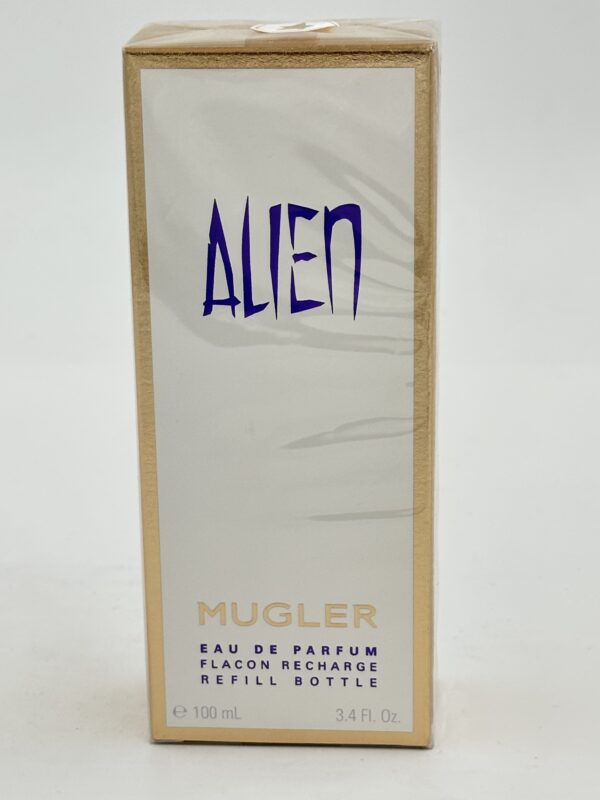 ALIEN
MUGLER
EAU DE PARFUM
FLACON RECHARGE
REFILL BOTTLE
℮ 100 mL 3.4 Fl. Oz.